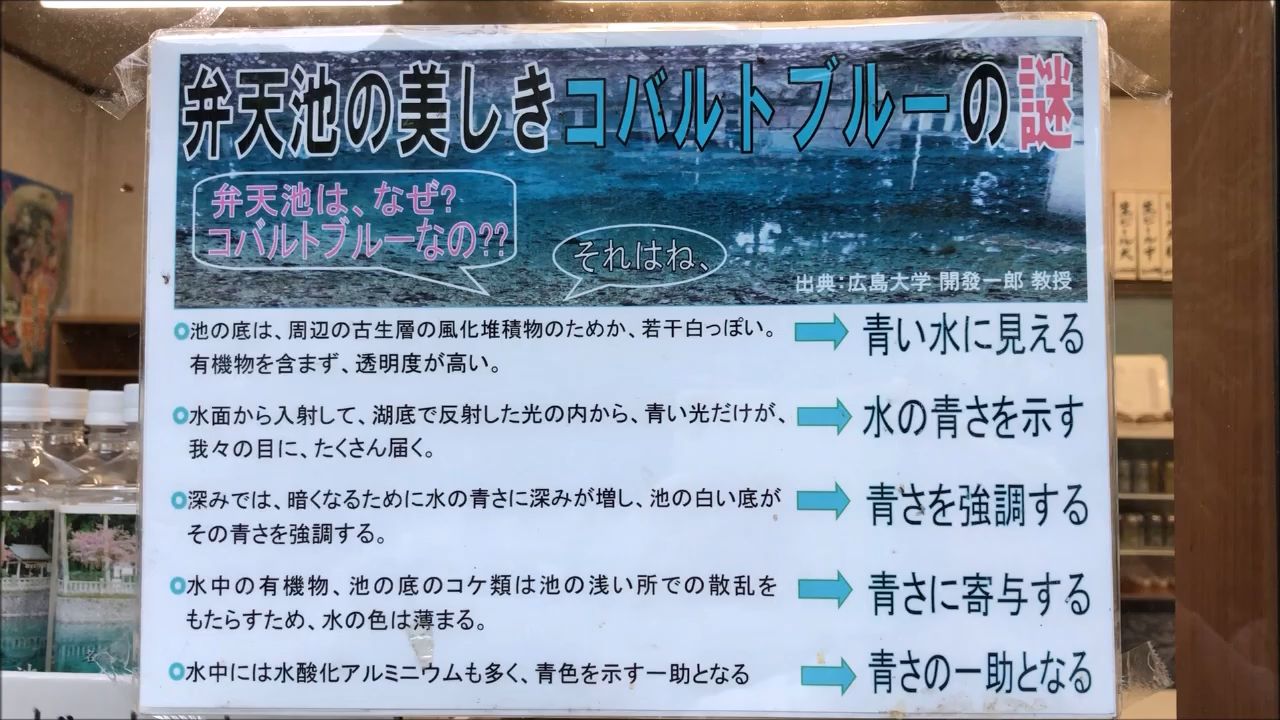 弁天池の美しきコバルトブルーの謎
弁天池は、なぜ?
コバルトブルーなの??
それはね、
出典：広島大学 開發一郎 教授
○池の底は、周辺の古生層の風化堆積物のためか、若干白っぽい。
有機物を含まず、透明度が高い。
青い水に見える
○水面から入射して、湖底で反射した光の内から、青い光だけが、
我々の目に、たくさん届く。
水の青さを示す
○深みでは、暗くなるために水の青さに深みが増し、池の白い底が
その青さを強調する。
青さを強調する
○水中の有機物、池の底のコケ類は池の浅い所での散乱を
もたらすため、水の色は薄まる。
青さに寄与する
○水中には水酸化アルミニウムも多く、青色を示す一助となる
青さの一助となる
生ビール大
生ビール中